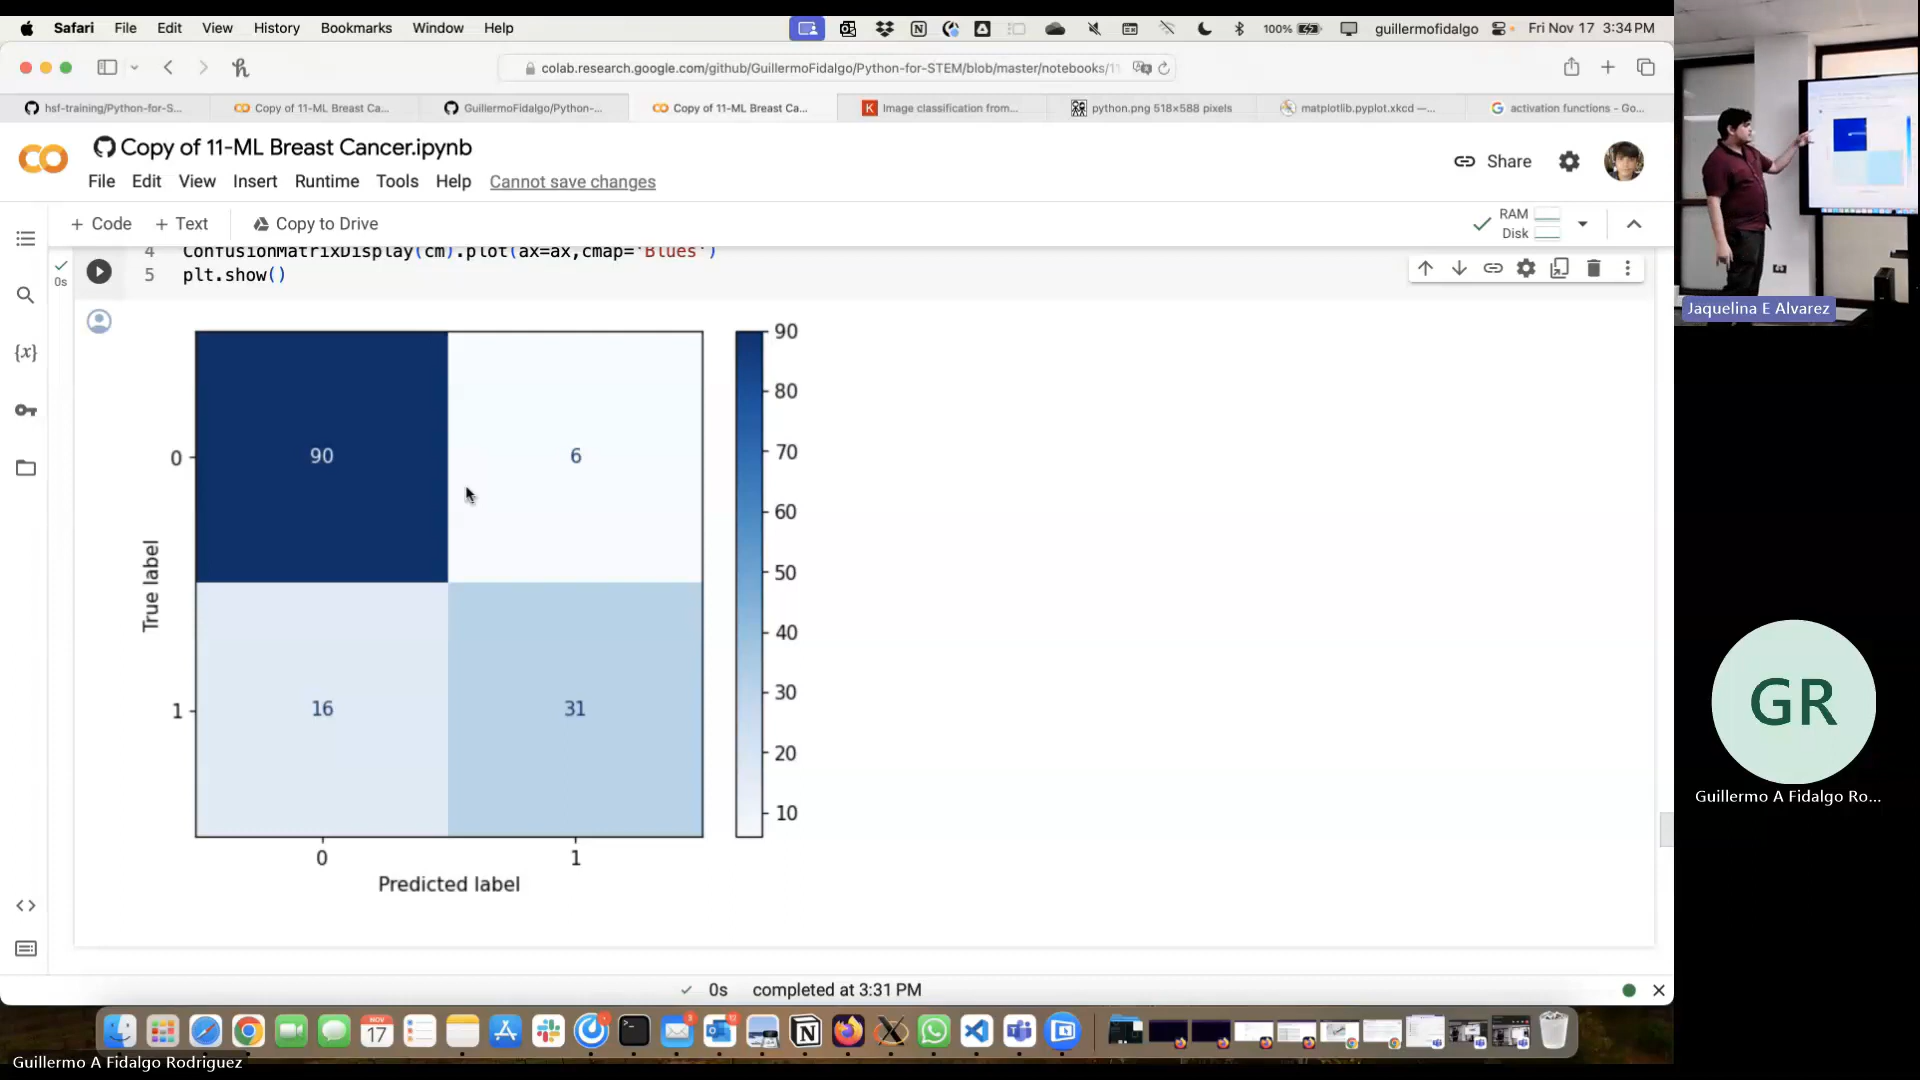 Safari File Edit View History Bookmarks Window Help 100% guillermofidalgo Fri Nov 17 3:34 PM
colab.research.google.com/github/GuillermoFidalgo/Python-for-STEM/blob/master/notebooks/11
hsf-training/Python-for-S... Copy of 11-ML Breast Ca... GuillermoFidalgo/Python-... Copy of 11-ML Breast Ca... Image classification from... python.png 518×588 pixels matplotlib.pyplot.xkcd —... activation functions - Go...
Copy of 11-ML Breast Cancer.ipynb
Share
File Edit View Insert Runtime Tools Help Cannot save changes
+ Code + Text Copy to Drive
RAM
Disk
4 ConfusionMatrixDisplay(cm).plot(ax=ax,cmap='Blues')
0s
5 plt.show()
Jaquelina E Alvarez
90
80
70
0
90
6
60
50
True label
40
30
1
16
31
20
10
0 1
Predicted label
GR
Guillermo A Fidalgo Ro...
0s completed at 3:31 PM
NOV
17
Guillermo A Fidalgo Rodriguez